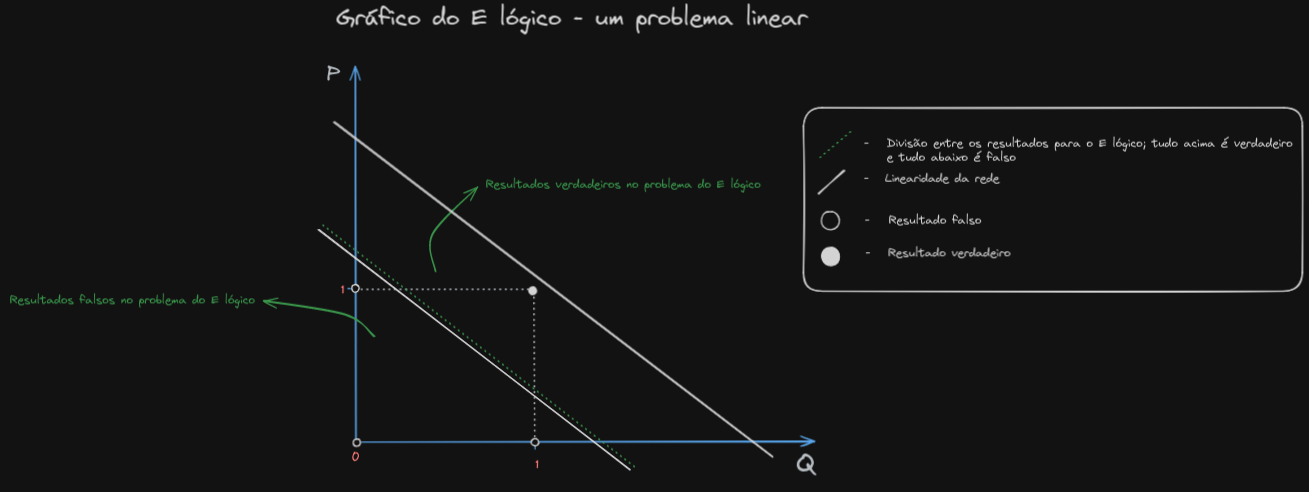 Gráfico do E lógico - um problema linear
P
- Divisão entre os resultados para o E lógico; tudo acima é verdadeiro
e tudo abaixo é falso
- Linearidade da rede
Resultados verdadeiros no problema do E lógico
- Resultado falso
- Resultado verdadeiro
1
Resultados falsos no problema do E lógico
0
1
Q